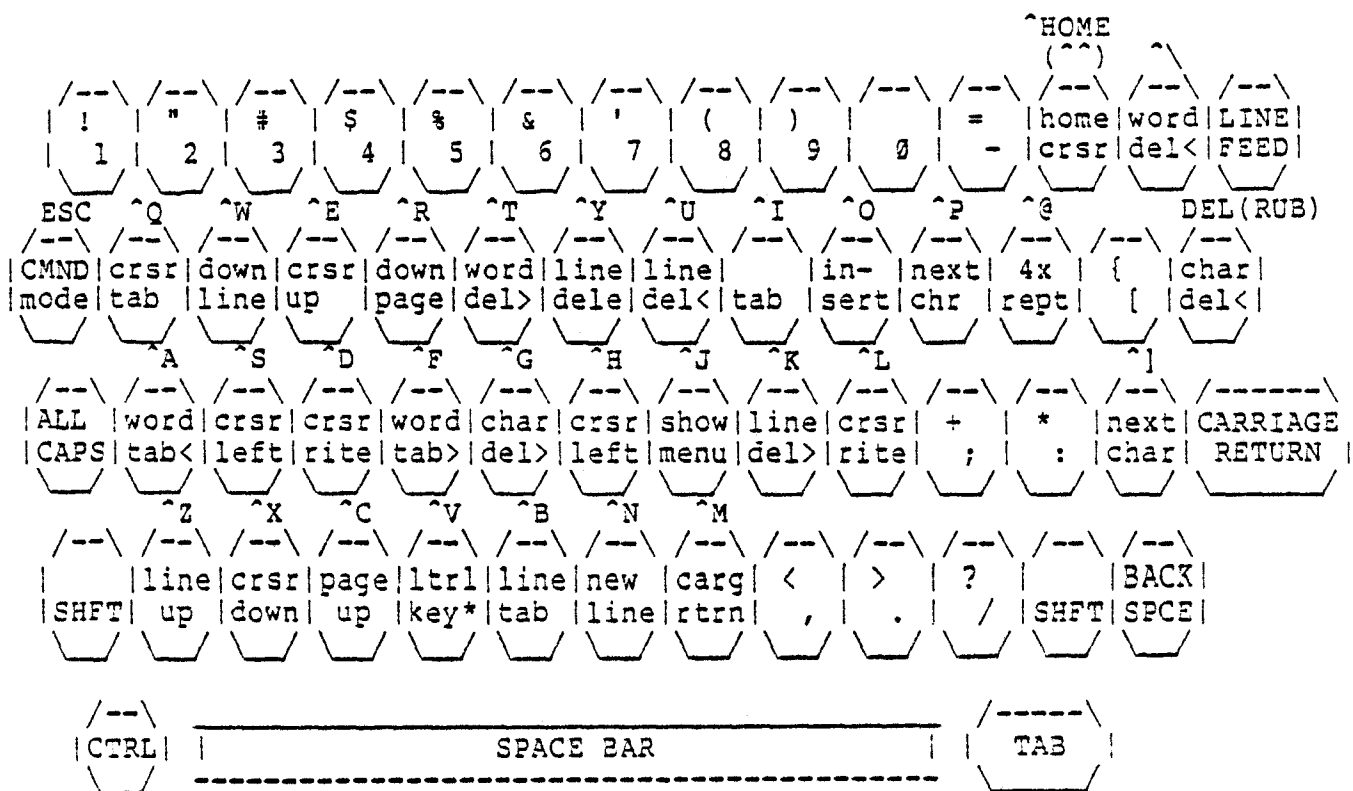 ^HOME
(^^) ^\
! " # $ % & ' ( ) = home word LINE
1 2 3 4 5 6 7 8 9 Ø - crsr del< FEED
ESC ^Q ^W ^E ^R ^T ^Y ^U ^I ^O ^P ^@ DEL(RUB)
CMND crsr down crsr down word line line in- next 4x { char
mode tab line up page del> dele del< tab sert chr rept [ del<
^A ^S ^D ^F ^G ^H ^J ^K ^L ^]
ALL word crsr crsr word char crsr show line crsr + * next CARRIAGE
CAPS tab< left rite tab> del> left menu del> rite ; : char RETURN
^Z ^X ^C ^V ^B ^N ^M
line crsr page ltrl line new carg < > ? BACK
SHFT up down up key* tab line rtrn , . / SHFT SPCE
CTRL SPACE BAR TAB